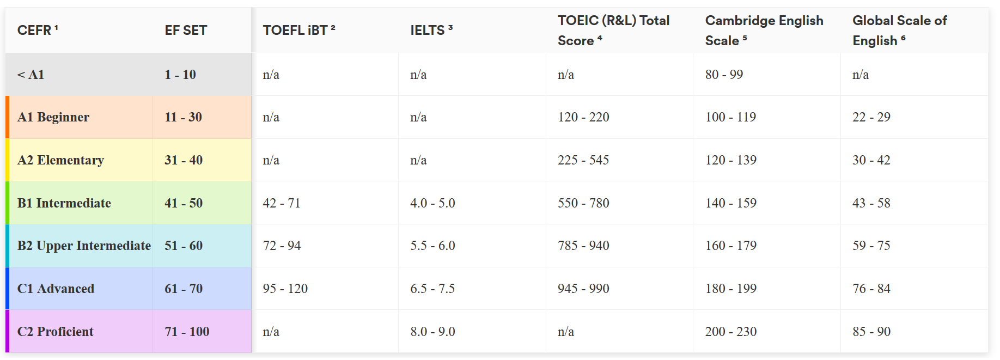 CEFR ¹ EF SET TOEFL iBT ² IELTS ³ TOEIC (R&L) Total Score ⁴ Cambridge English Scale ⁵ Global Scale of English ⁶
< A1 1 - 10 n/a n/a n/a 80 - 99 n/a
A1 Beginner 11 - 30 n/a n/a 120 - 220 100 - 119 22 - 29
A2 Elementary 31 - 40 n/a n/a 225 - 545 120 - 139 30 - 42
B1 Intermediate 41 - 50 42 - 71 4.0 - 5.0 550 - 780 140 - 159 43 - 58
B2 Upper Intermediate 51 - 60 72 - 94 5.5 - 6.0 785 - 940 160 - 179 59 - 75
C1 Advanced 61 - 70 95 - 120 6.5 - 7.5 945 - 990 180 - 199 76 - 84
C2 Proficient 71 - 100 n/a 8.0 - 9.0 n/a 200 - 230 85 - 90